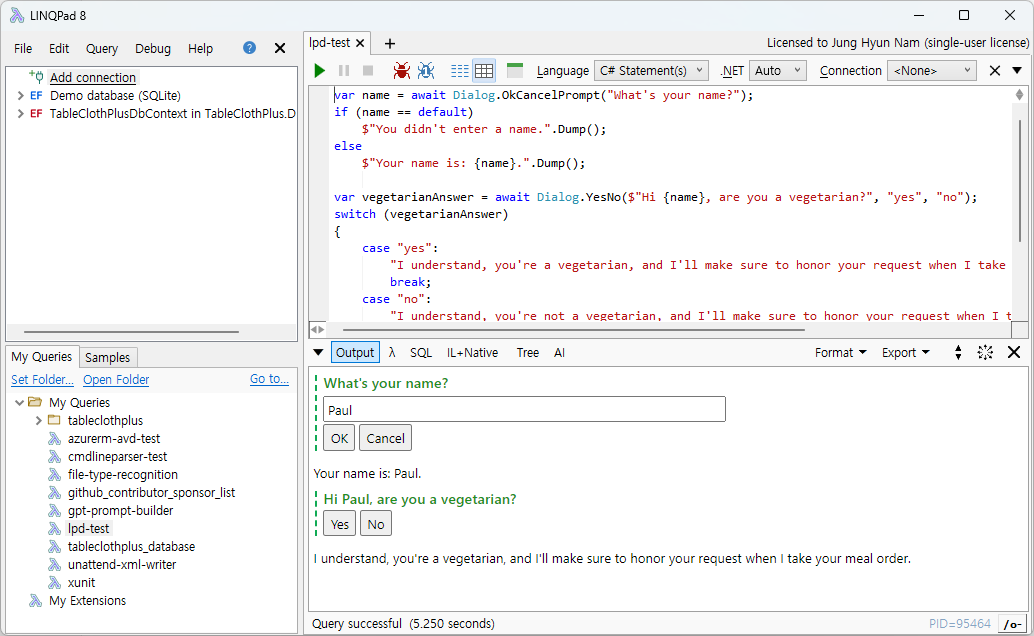 LINQPad 8
File Edit Query Debug Help ?
Add connection
EF Demo database (SQLite)
EF TableClothPlusDbContext in TableClothPlus.D
My Queries Samples
Set Folder... Open Folder Go to...
My Queries
tableclothplus
azurerm-avd-test
cmdlineparser-test
file-type-recognition
github_contributor_sponsor_list
gpt-prompt-builder
lpd-test
tableclothplus_database
unattend-xml-writer
xunit
My Extensions
lpd-test
Licensed to Jung Hyun Nam (single-user license)
Language C# Statement(s) .NET Auto Connection <None>
var name = await Dialog.OkCancelPrompt("What's your name?");
if (name == default)
$"You didn't enter a name.".Dump();
else
$"Your name is: {name}.".Dump();
var vegetarianAnswer = await Dialog.YesNo($"Hi {name}, are you a vegetarian?", "yes", "no");
switch (vegetarianAnswer)
{
case "yes":
"I understand, you're a vegetarian, and I'll make sure to honor your request when I take
break;
case "no":
"I understand, you're not a vegetarian, and I'll make sure to honor your request when I t
Output λ SQL IL+Native Tree AI Format Export
What's your name?
Paul
OK Cancel
Your name is: Paul.
Hi Paul, are you a vegetarian?
Yes No
I understand, you're a vegetarian, and I'll make sure to honor your request when I take your meal order.
Query successful (5.250 seconds) PID=95464 /o-